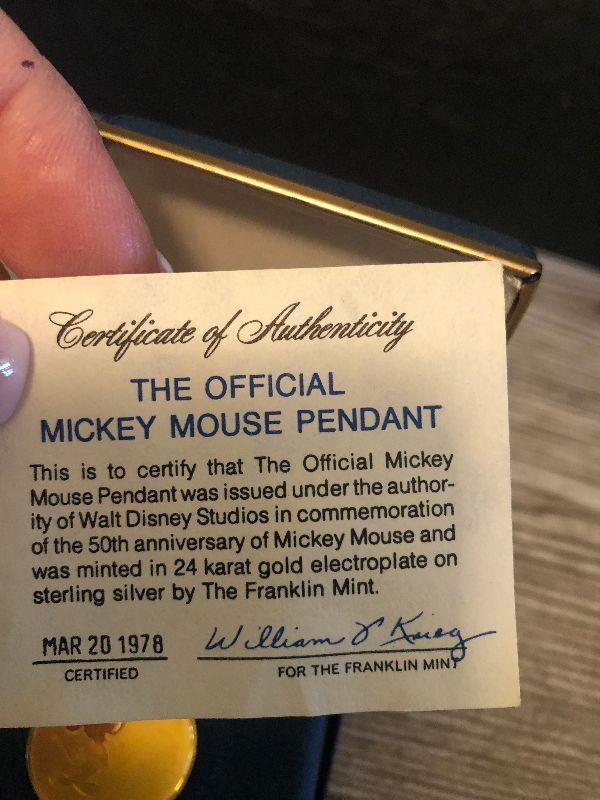 Certificate of Authenticity
THE OFFICIAL
MICKEY MOUSE PENDANT
This is to certify that The Official Mickey
Mouse Pendant was issued under the author-
ity of Walt Disney Studios in commemoration
of the 50th anniversary of Mickey Mouse and
was minted in 24 karat gold electroplate on
sterling silver by The Franklin Mint.
MAR 20 1978 William
CERTIFIED FOR THE FRANKLIN MINT